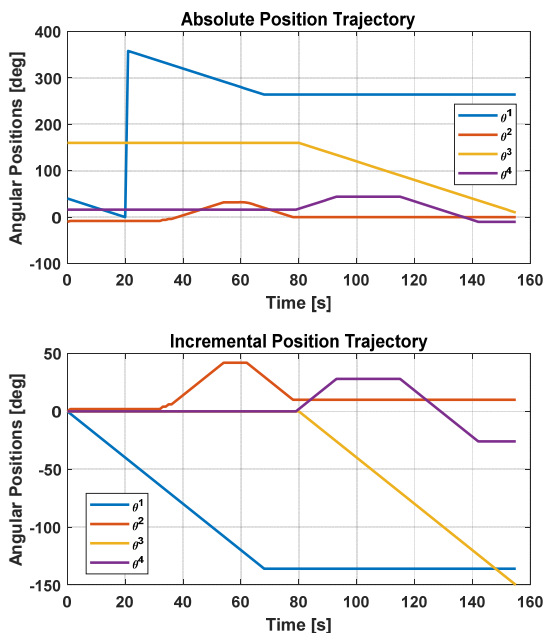 Absolute Position Trajectory
Angular Positions [deg]
400
300
200
100
0
-100
0 20 40 60 80 100 120 140 160
Time [s]
θ¹
θ²
θ³
θ⁴
Incremental Position Trajectory
Angular Positions [deg]
50
0
-50
-100
-150
0 20 40 60 80 100 120 140 160
Time [s]
θ¹
θ²
θ³
θ⁴